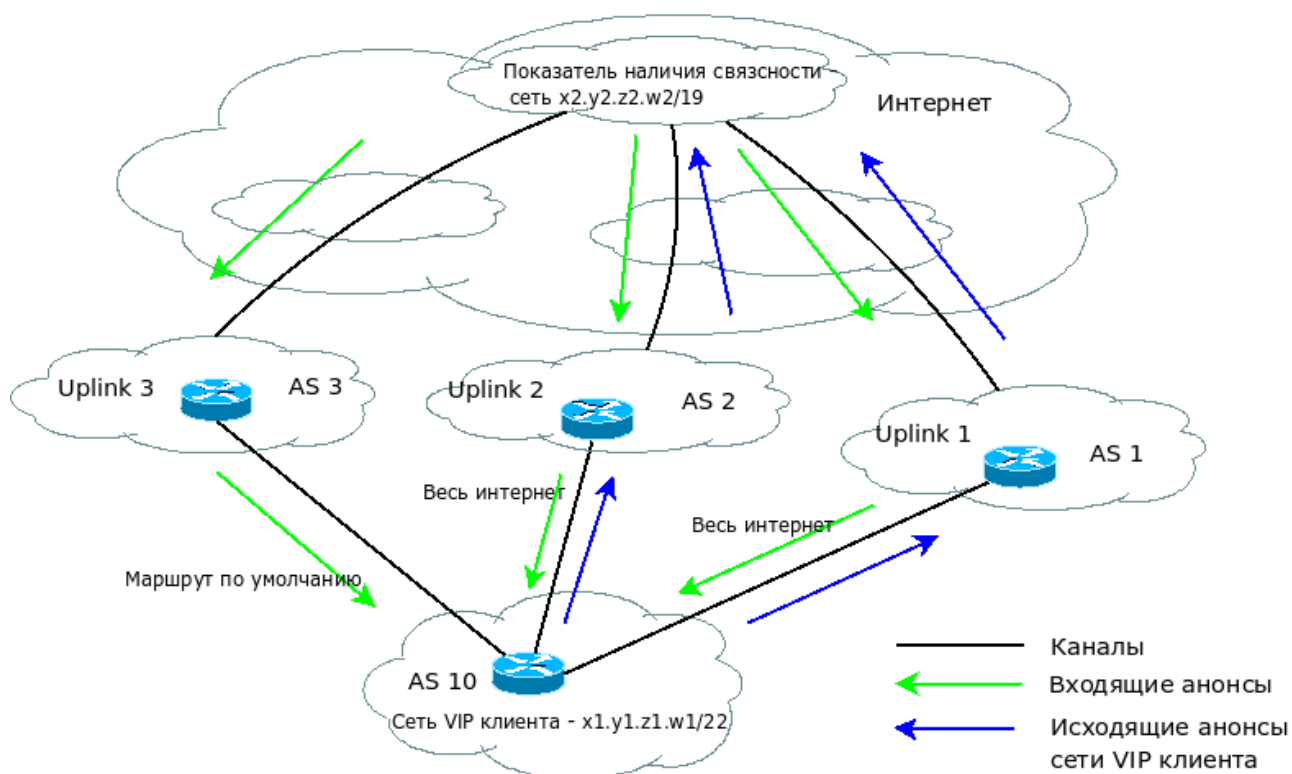 Показатель наличия связсности -
сеть x2.y2.z2.w2/19
Интернет
Uplink 3
AS 3
Uplink 2
AS 2
Uplink 1
AS 1
Весь интернет
Весь интернет
Маршрут по умолчанию
AS 10
Сеть VIP клиента - x1.y1.z1.w1/22
Каналы
Входящие анонсы
Исходящие анонсы
сети VIP клиента